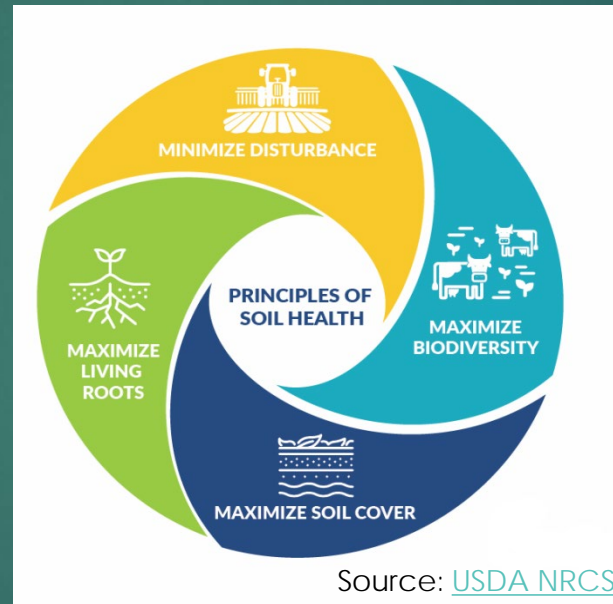 MINIMIZE DISTURBANCE
PRINCIPLES OF
SOIL HEALTH
MAXIMIZE
BIODIVERSITY
MAXIMIZE
LIVING
ROOTS
MAXIMIZE SOIL COVER
Source: USDA NRCS